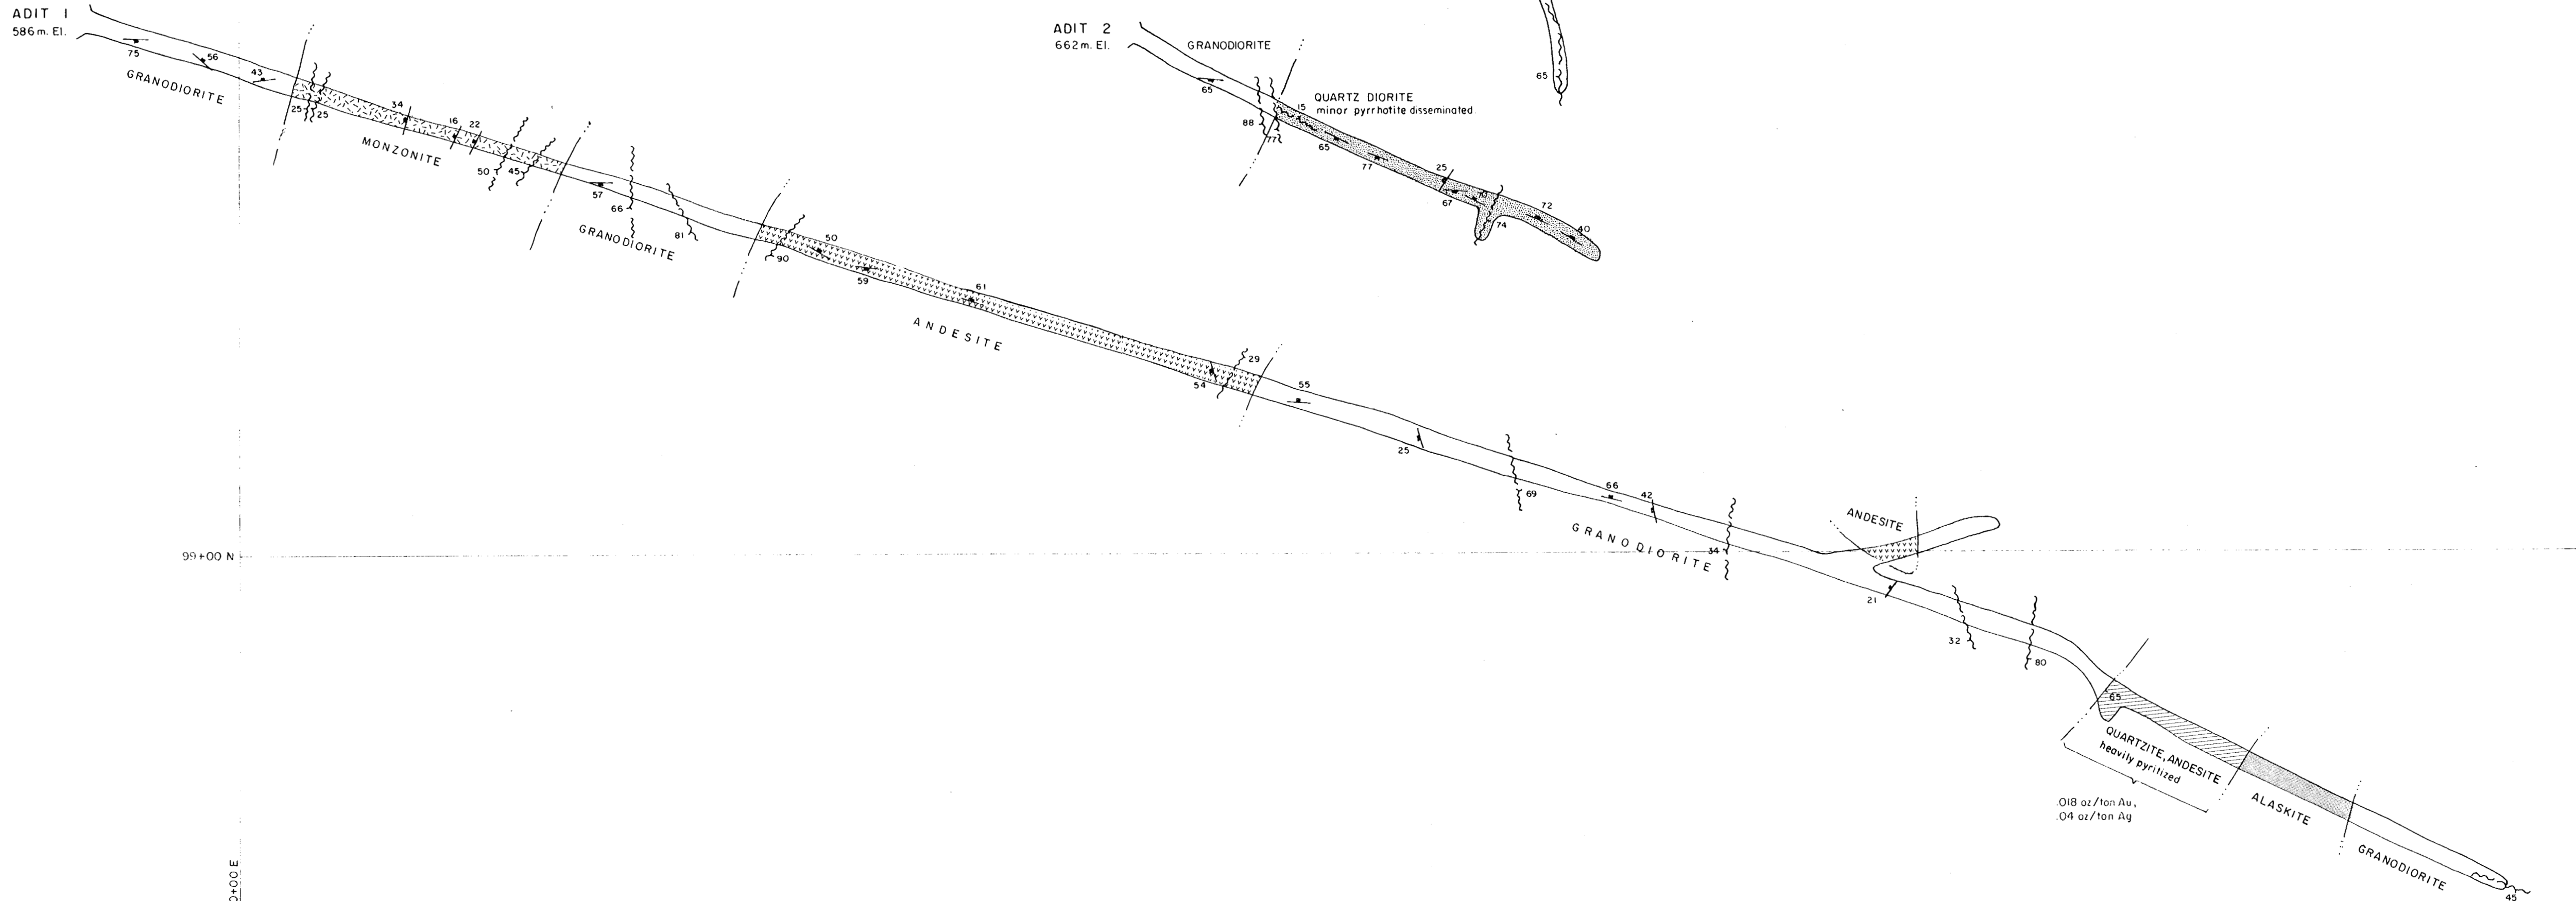 ADIT 1
586 m. El.
75
56
43
GRANODIORITE
25
25
34
16
22
MONZONITE
50
45
57
66
81
GRANODIORITE
90
50
59
61
ANDESITE
54
29
55
25
69
66
42
GRANODIORITE
34
ANDESITE
21
32
80
65
QUARTZITE, ANDESITE
heavily pyritized
.018 oz/ton Au,
.04 oz/ton Ag
ALASKITE
GRANODIORITE
45
ADIT 2
662 m. El.
GRANODIORITE
65
88
77
QUARTZ DIORITE
minor pyrrhotite disseminated.
15
65
77
25
67
74
72
40
65
99+00 N
0+00 E